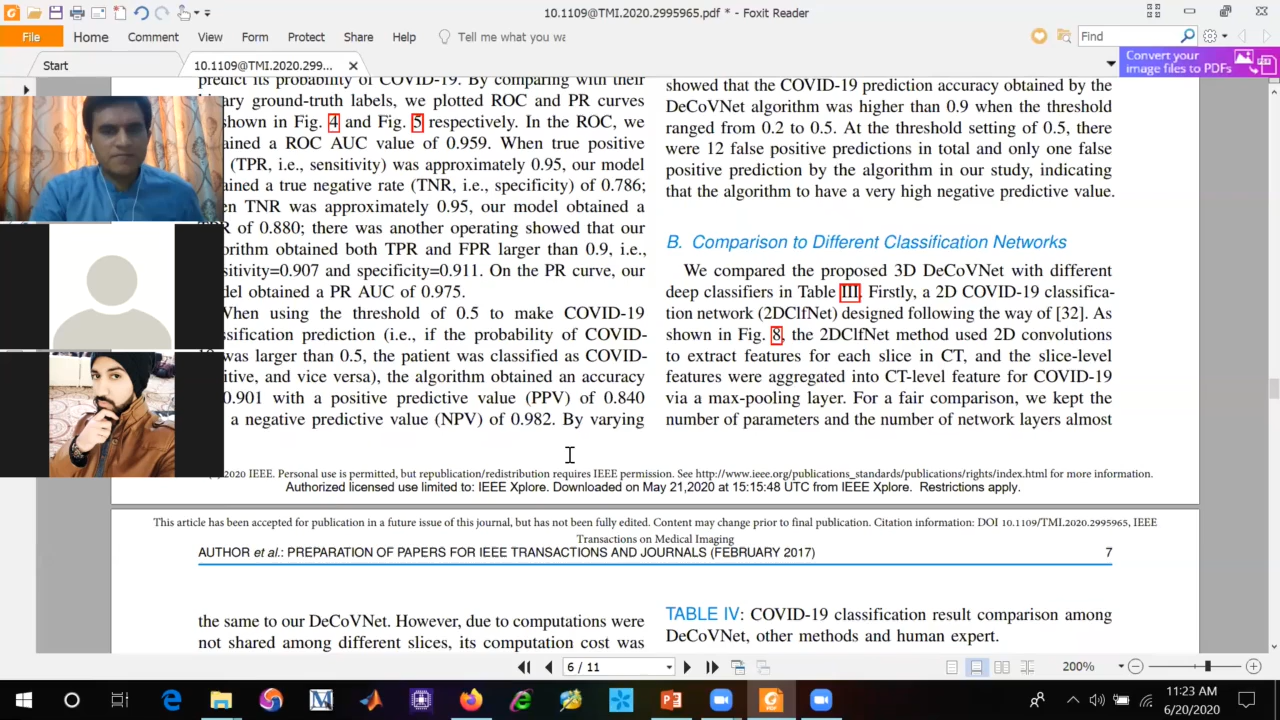 10.1109@TMI.2020.2995965.pdf * - Foxit Reader
File Home Comment View Form Protect Share Help Tell me what you wa Find
Start 10.1109@TMI.2020.299...
Convert your
image files to PDFs
predict its probability of COVID-19. By comparing with their
ary ground-truth labels, we plotted ROC and PR curves
shown in Fig. 4 and Fig. 5 respectively. In the ROC, we
ained a ROC AUC value of 0.959. When true positive
(TPR, i.e., sensitivity) was approximately 0.95, our model
ained a true negative rate (TNR, i.e., specificity) of 0.786;
en TNR was approximately 0.95, our model obtained a
of 0.880; there was another operating showed that our
orithm obtained both TPR and FPR larger than 0.9, i.e.,
sitivity=0.907 and specificity=0.911. On the PR curve, our
del obtained a PR AUC of 0.975.
When using the threshold of 0.5 to make COVID-19
ssification prediction (i.e., if the probability of COVID-
was larger than 0.5, the patient was classified as COVID-
itive, and vice versa), the algorithm obtained an accuracy
0.901 with a positive predictive value (PPV) of 0.840
a negative predictive value (NPV) of 0.982. By varying
showed that the COVID-19 prediction accuracy obtained by the
DeCoVNet algorithm was higher than 0.9 when the threshold
ranged from 0.2 to 0.5. At the threshold setting of 0.5, there
were 12 false positive predictions in total and only one false
positive prediction by the algorithm in our study, indicating
that the algorithm to have a very high negative predictive value.
B. Comparison to Different Classification Networks
We compared the proposed 3D DeCoVNet with different
deep classifiers in Table III. Firstly, a 2D COVID-19 classifica-
tion network (2DClfNet) designed following the way of [32]. As
shown in Fig. 8, the 2DClfNet method used 2D convolutions
to extract features for each slice in CT, and the slice-level
features were aggregated into CT-level feature for COVID-19
via a max-pooling layer. For a fair comparison, we kept the
number of parameters and the number of network layers almost
2020 IEEE. Personal use is permitted, but republication/redistribution requires IEEE permission. See http://www.ieee.org/publications_standards/publications/rights/index.html for more information.
Authorized licensed use limited to: IEEE Xplore. Downloaded on May 21,2020 at 15:15:48 UTC from IEEE Xplore. Restrictions apply.
This article has been accepted for publication in a future issue of this journal, but has not been fully edited. Content may change prior to final publication. Citation information: DOI 10.1109/TMI.2020.2995965, IEEE
Transactions on Medical Imaging
AUTHOR et al.: PREPARATION OF PAPERS FOR IEEE TRANSACTIONS AND JOURNALS (FEBRUARY 2017) 7
the same to our DeCoVNet. However, due to computations were
not shared among different slices, its computation cost was
TABLE IV: COVID-19 classification result comparison among
DeCoVNet, other methods and human expert.
6 / 11 200%
11:23 AM
6/20/2020